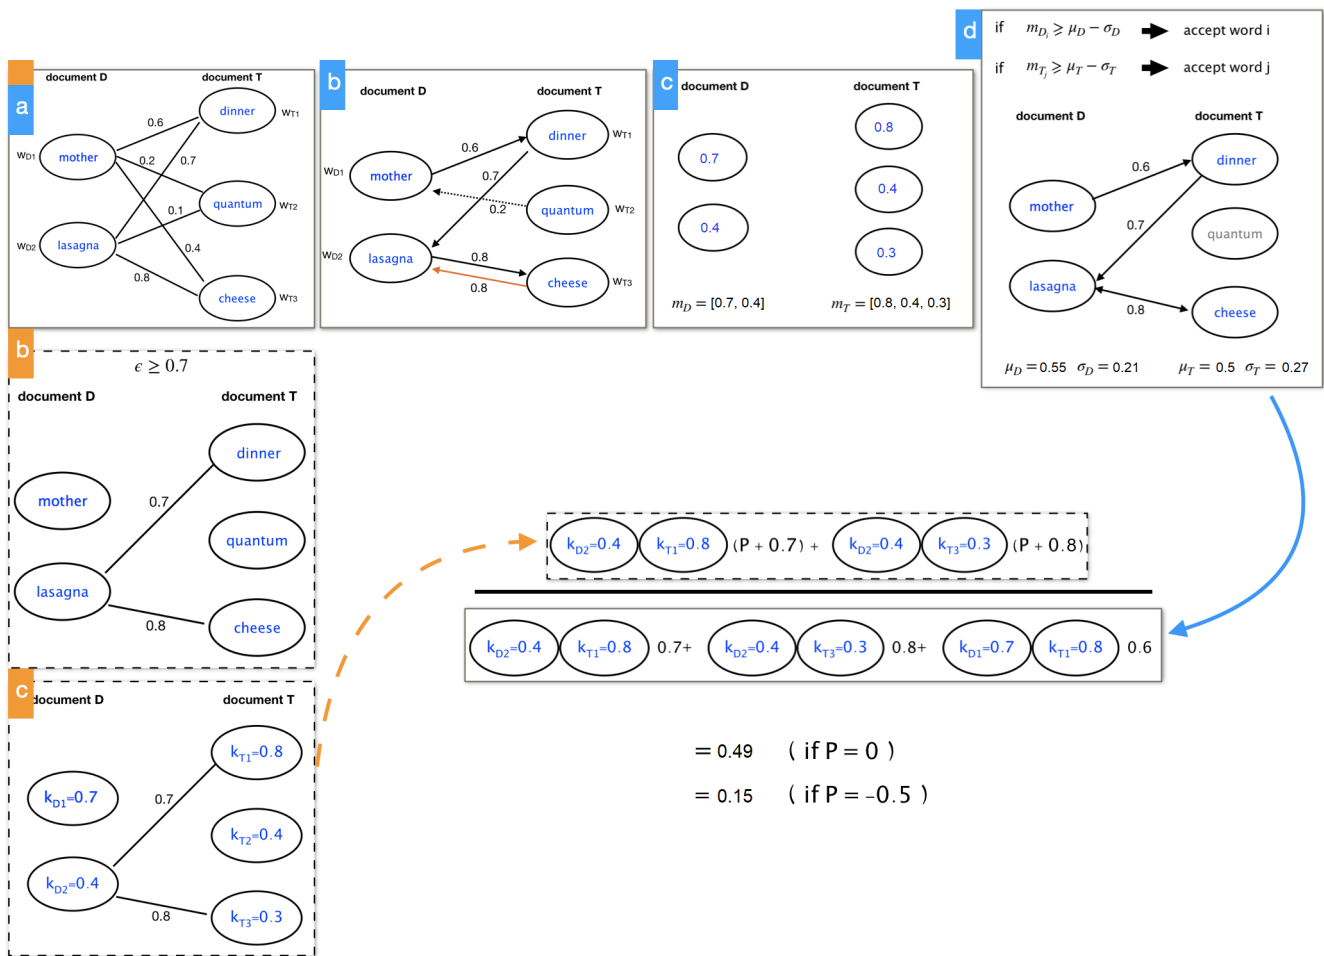 a
document D
document T
dinner
wT1
0.6
wD1
mother
0.2
0.7
quantum
wT2
0.1
wD2
lasagna
0.4
0.8
cheese
wT3
b
document D
document T
dinner
wT1
0.6
wD1
mother
0.7
0.2
quantum
wT2
wD2
lasagna
0.8
0.8
cheese
wT3
c
document D
document T
0.8
0.7
0.4
0.4
0.3
mD = [0.7, 0.4]
mT = [0.8, 0.4, 0.3]
d
if mDi ⩾ μD − σD accept word i
if mTj ⩾ μT − σT accept word j
document D
document T
dinner
0.6
mother
0.7
quantum
lasagna
0.8
cheese
μD = 0.55 σD = 0.21 μT = 0.5 σT = 0.27
b
ϵ ≥ 0.7
document D
document T
dinner
mother
0.7
quantum
lasagna
0.8
cheese
c
document D
document T
kT1=0.8
kD1=0.7
0.7
kT2=0.4
kD2=0.4
0.8
kT3=0.3
kD2=0.4 kT1=0.8 (P + 0.7) + kD2=0.4 kT3=0.3 (P + 0.8)
kD2=0.4 kT1=0.8 0.7+ kD2=0.4 kT3=0.3 0.8+ kD1=0.7 kT1=0.8 0.6
= 0.49 ( if P = 0 )
= 0.15 ( if P = –0.5 )